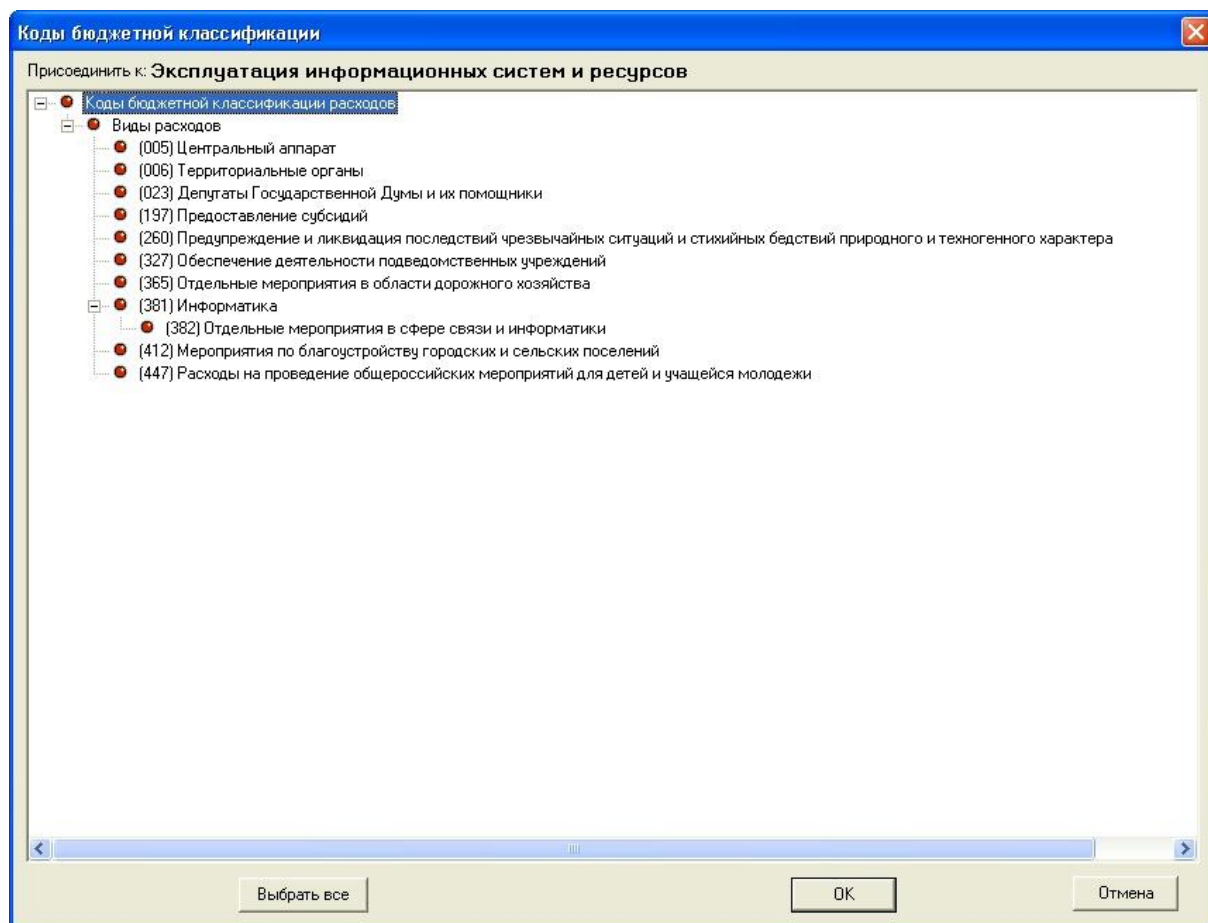 Коды бюджетной классификации
Присоединить к: Эксплуатация информационных систем и ресурсов
Коды бюджетной классификации расходов
Виды расходов
(005) Центральный аппарат
(006) Территориальные органы
(023) Депутаты Государственной Думы и их помощники
(197) Предоставление субсидий
(260) Предупреждение и ликвидация последствий чрезвычайных ситуаций и стихийных бедствий природного и техногенного характера
(327) Обеспечение деятельности подведомственных учреждений
(365) Отдельные мероприятия в области дорожного хозяйства
(381) Информатика
(382) Отдельные мероприятия в сфере связи и информатики
(412) Мероприятия по благоустройству городских и сельских поселений
(447) Расходы на проведение общероссийских мероприятий для детей и учащейся молодежи
Выбрать все OK Отмена